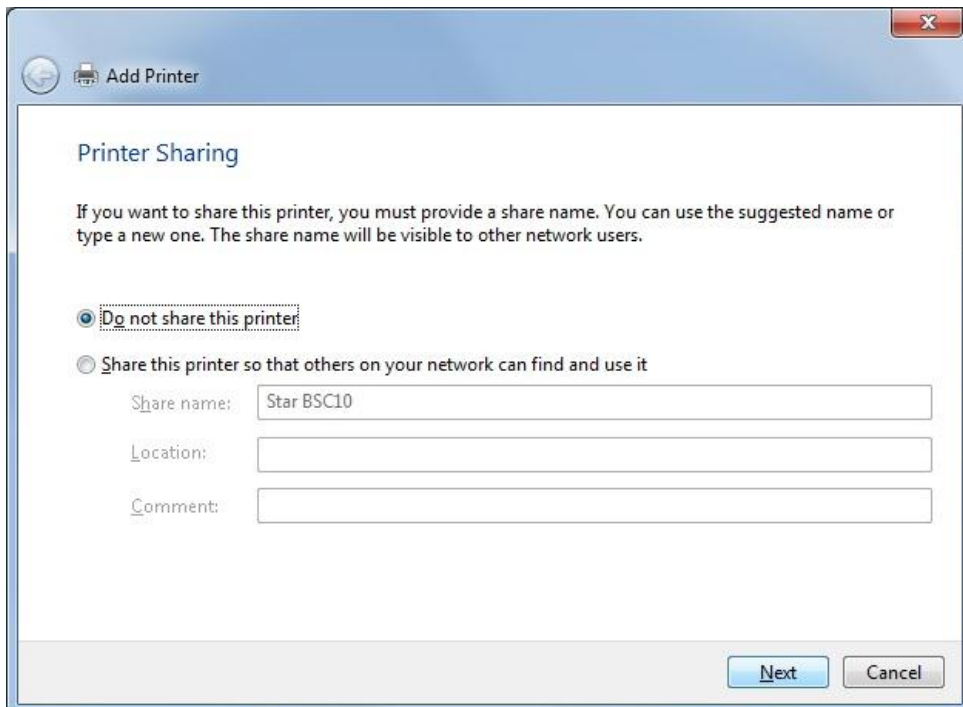 Add Printer
Printer Sharing
If you want to share this printer, you must provide a share name. You can use the suggested name or
type a new one. The share name will be visible to other network users.
Do not share this printer
Share this printer so that others on your network can find and use it
Share name: Star BSC10
Location:
Comment:
Next Cancel